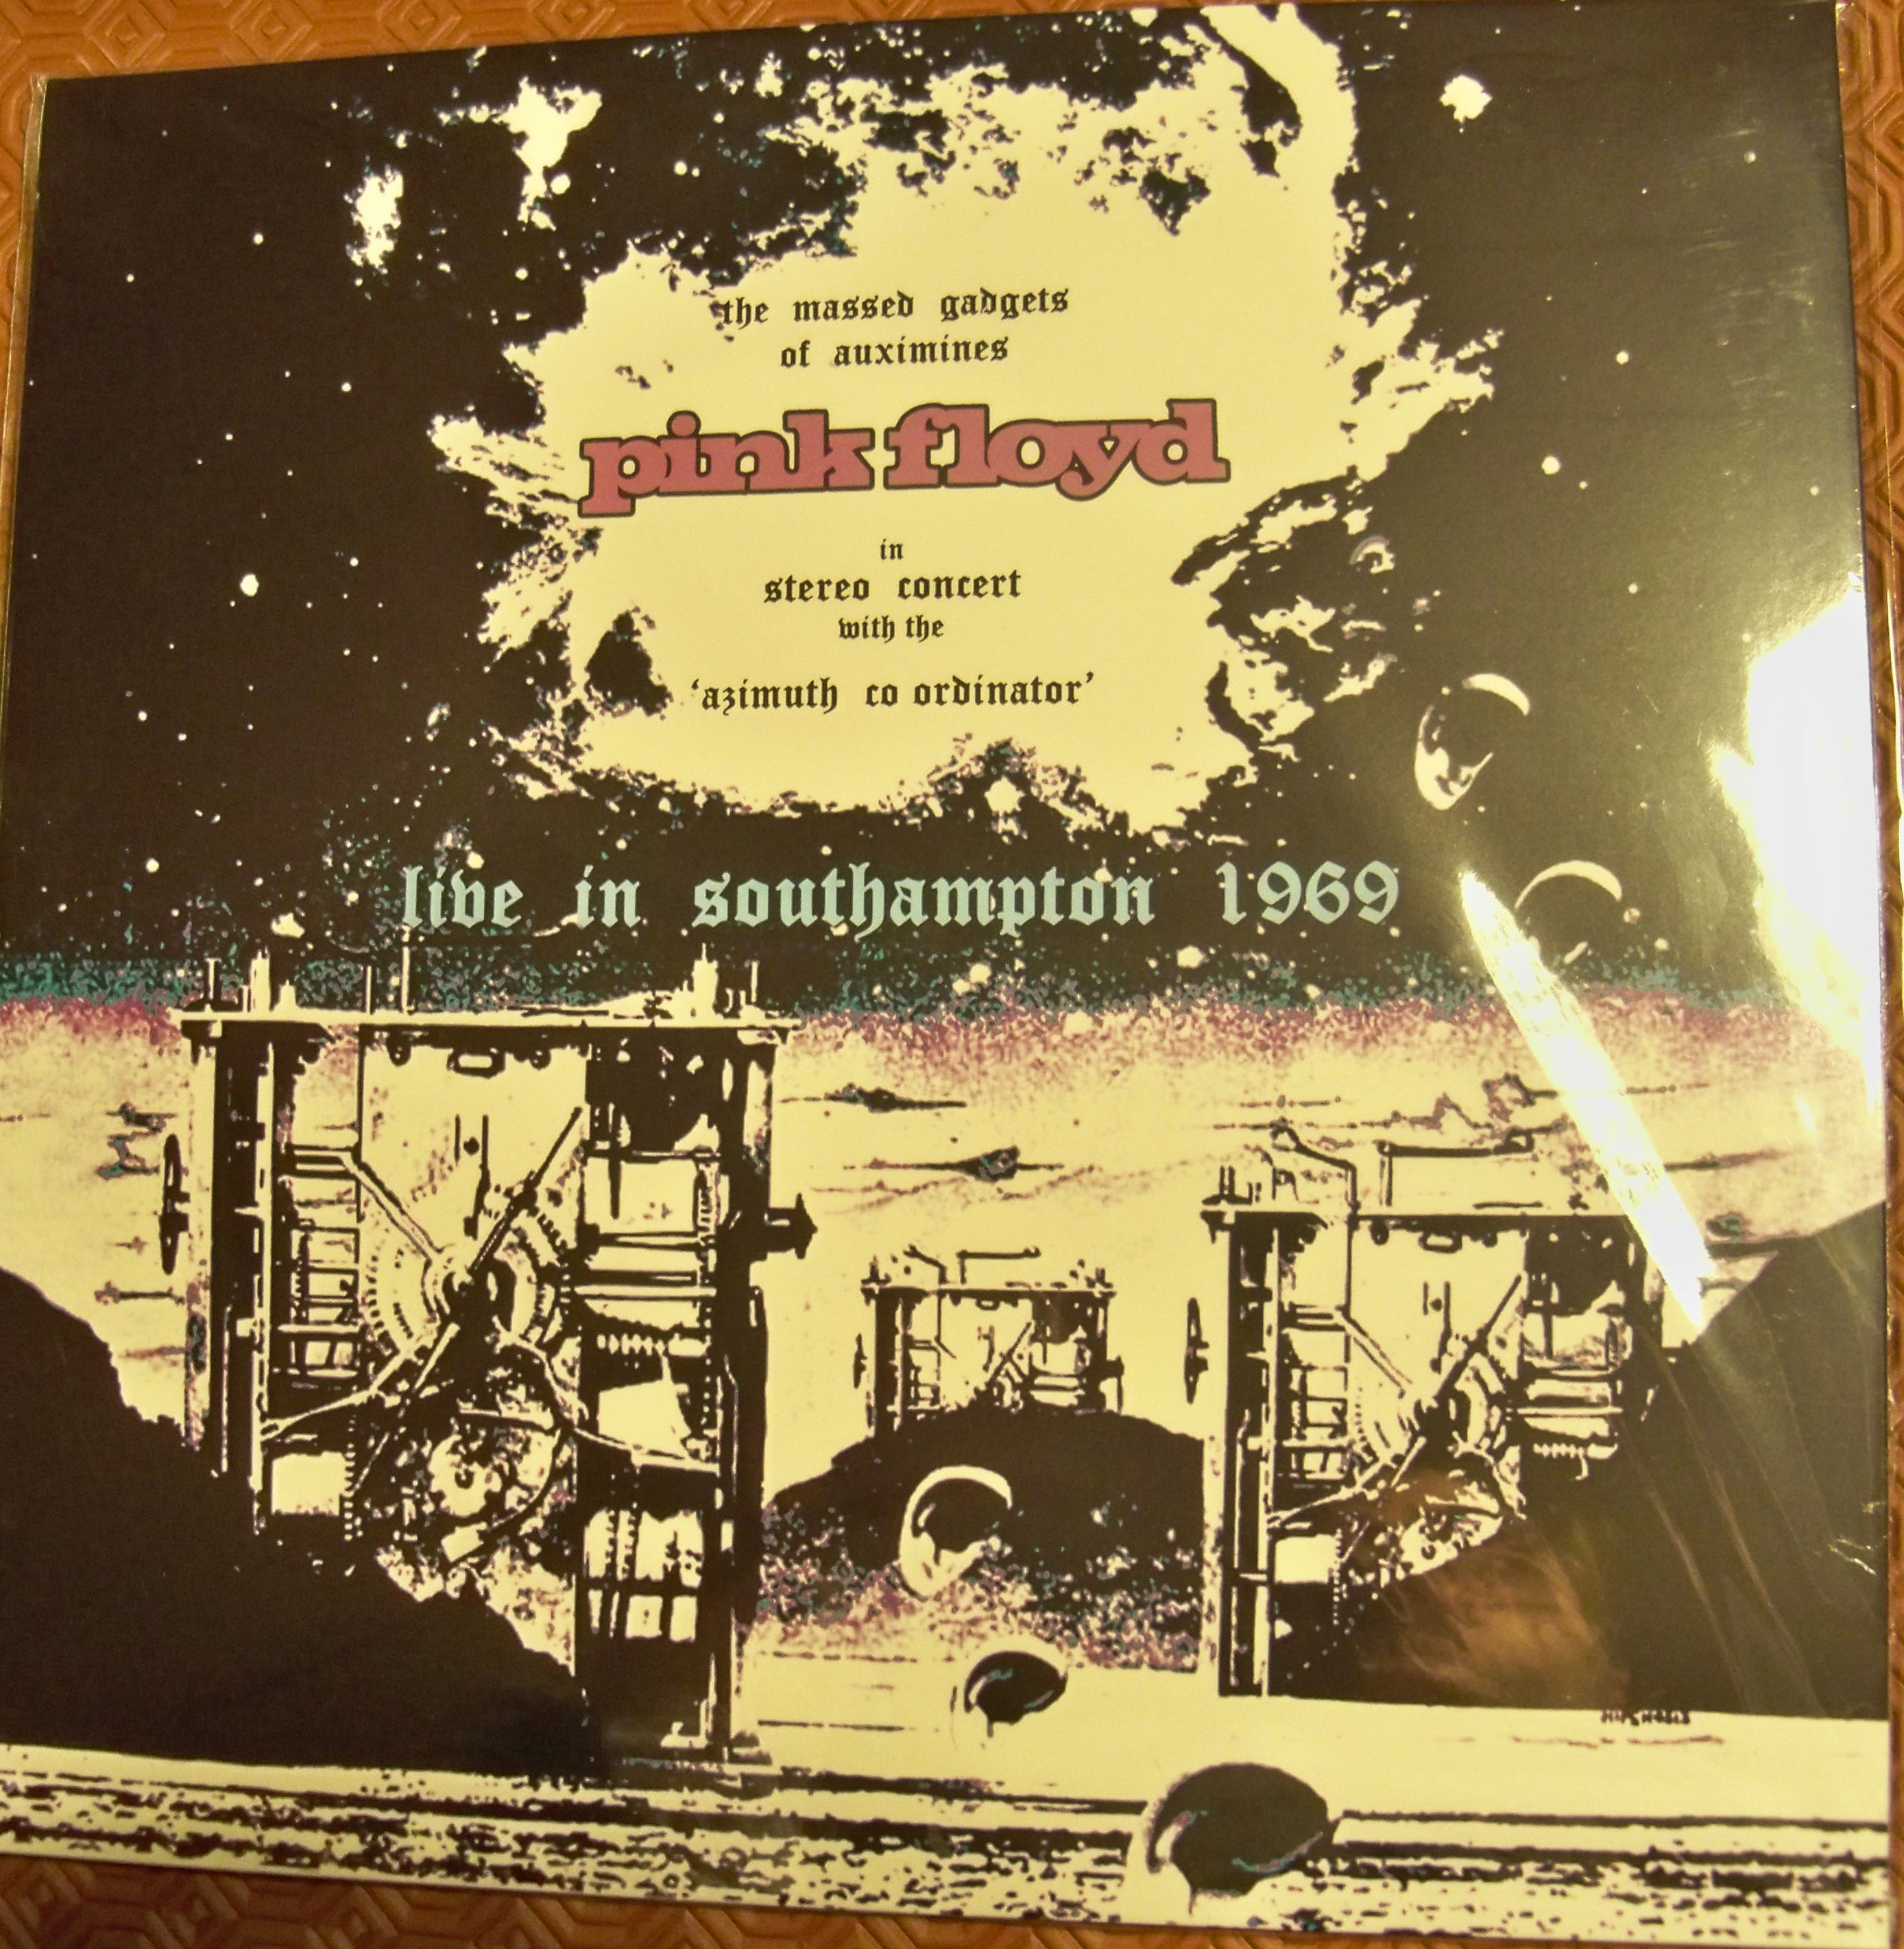 the massed gadgets
of auximines
pink floyd
in
stereo concert
with the
‘azimuth co ordinator’
live in southampton 1969
HIPGNOSIS